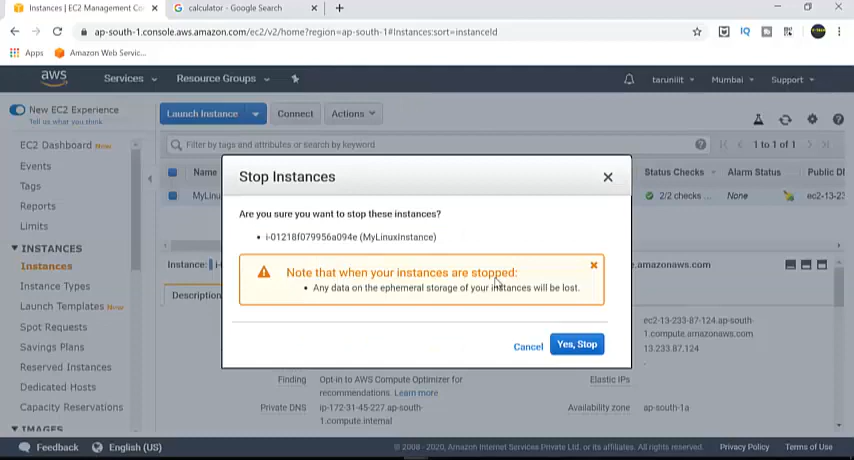 Instances | EC2 Management Co
calculator - Google Search
ap-south-1.console.aws.amazon.com/ec2/v2/home?region=ap-south-1#Instances:sort=instanceId
Apps
Amazon Web Servic...
aws
Services
Resource Groups
tarunliit
Mumbai
Support
New EC2 Experience
Tell us what you think
Launch Instance
Connect
Actions
EC2 Dashboard New
Events
Tags
Reports
Limits
INSTANCES
Instances
Instance Types
Launch Templates New
Spot Requests
Savings Plans
Reserved Instances
Dedicated Hosts
Capacity Reservations
IMAGES
Filter by tags and attributes or search by keyword
1 to 1 of 1
Name
Status Checks
Alarm Status
Public D
MyLinu
2/2 checks ...
None
ec2-13-23
Stop Instances
Are you sure you want to stop these instances?
i-01218f079956a094e (MyLinuxInstance)
Note that when your instances are stopped:
Any data on the ephemeral storage of your instances will be lost.
Cancel
Yes, Stop
Instance:
.amazonaws.com
Description
ec2-13-233-87-124.ap-south-
1.compute.amazonaws.com
13.233.87.124
-
Finding
Opt-in to AWS Compute Optimizer for
recommendations. Learn more
Elastic IPs
Private DNS
ip-172-31-45-227.ap-south-
1.compute.internal
Availability zone
ap-south-1a
Feedback
English (US)
© 2008 - 2020, Amazon Internet Services Private Ltd. or its affiliates. All rights reserved.
Privacy Policy
Terms of Use